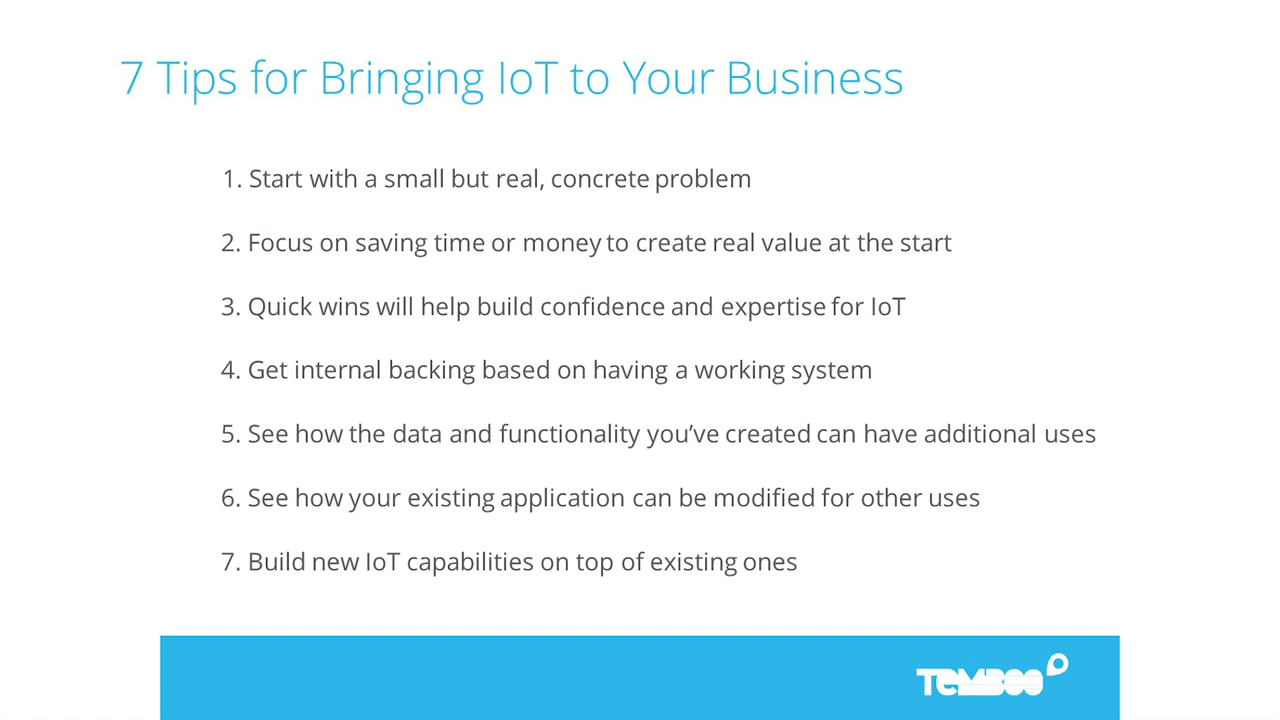 7 Tips for Bringing IoT to Your Business
1. Start with a small but real, concrete problem
2. Focus on saving time or money to create real value at the start
3. Quick wins will help build confidence and expertise for IoT
4. Get internal backing based on having a working system
5. See how the data and functionality you’ve created can have additional uses
6. See how your existing application can be modified for other uses
7. Build new IoT capabilities on top of existing ones
TEMBOO